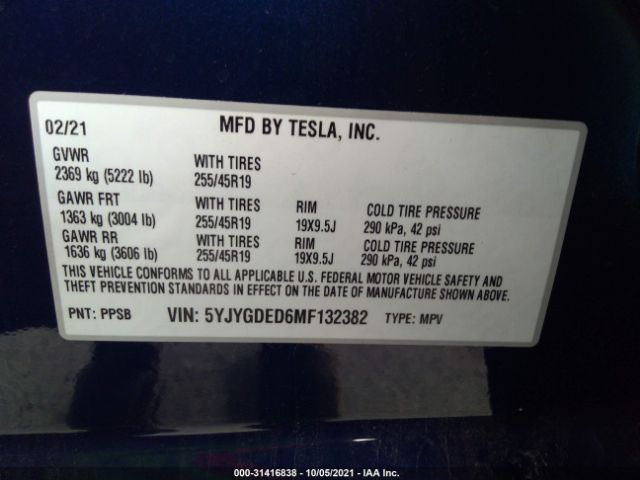 02/21 MFD BY TESLA, INC.
GVWR WITH TIRES
2369 kg (5222 lb) 255/45R19
GAWR FRT WITH TIRES RIM COLD TIRE PRESSURE
1363 kg (3004 lb) 255/45R19 19X9.5J 290 kPa, 42 psi
GAWR RR WITH TIRES RIM COLD TIRE PRESSURE
1636 kg (3606 lb) 255/45R19 19X9.5J 290 kPa, 42 psi
THIS VEHICLE CONFORMS TO ALL APPLICABLE U.S. FEDERAL MOTOR VEHICLE SAFETY AND
THEFT PREVENTION STANDARDS IN EFFECT ON THE DATE OF MANUFACTURE SHOWN ABOVE.
PNT: PPSB VIN: 5YJYGDED6MF132382 TYPE: MPV
000-31416838 - 10/05/2021 - IAA Inc.